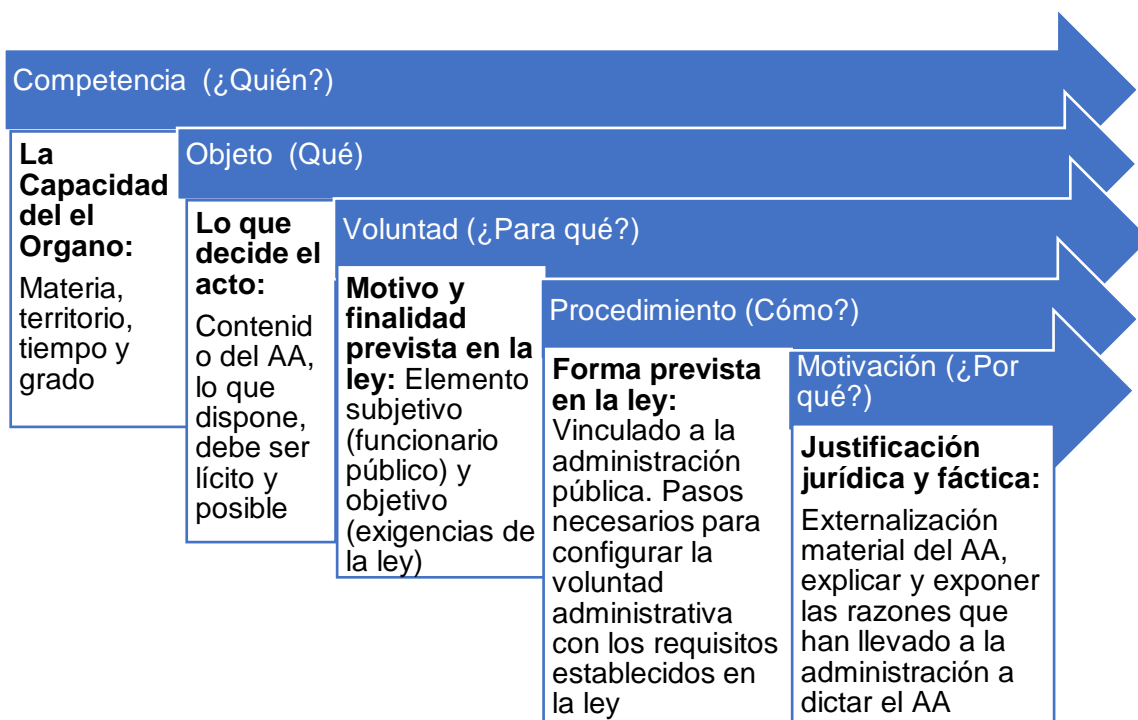 Competencia (¿Quién?)
La
Capacidad
del el
Organo:
Materia,
territorio,
tiempo y
grado
Objeto (Qué)
Lo que
decide el
acto:
Contenid
o del AA,
lo que
dispone,
debe ser
lícito y
posible
Voluntad (¿Para qué?)
Motivo y
finalidad
prevista en la
ley: Elemento
subjetivo
(funcionario
público) y
objetivo
(exigencias de
la ley)
Procedimiento (Cómo?)
Forma prevista
en la ley:
Vinculado a la
administración
pública. Pasos
necesarios para
configurar la
voluntad
administrativa
con los requisitos
establecidos en
la ley
Motivación (¿Por
qué?)
Justificación
jurídica y fáctica:
Externalización
material del AA,
explicar y exponer
las razones que
han llevado a la
administración a
dictar el AA